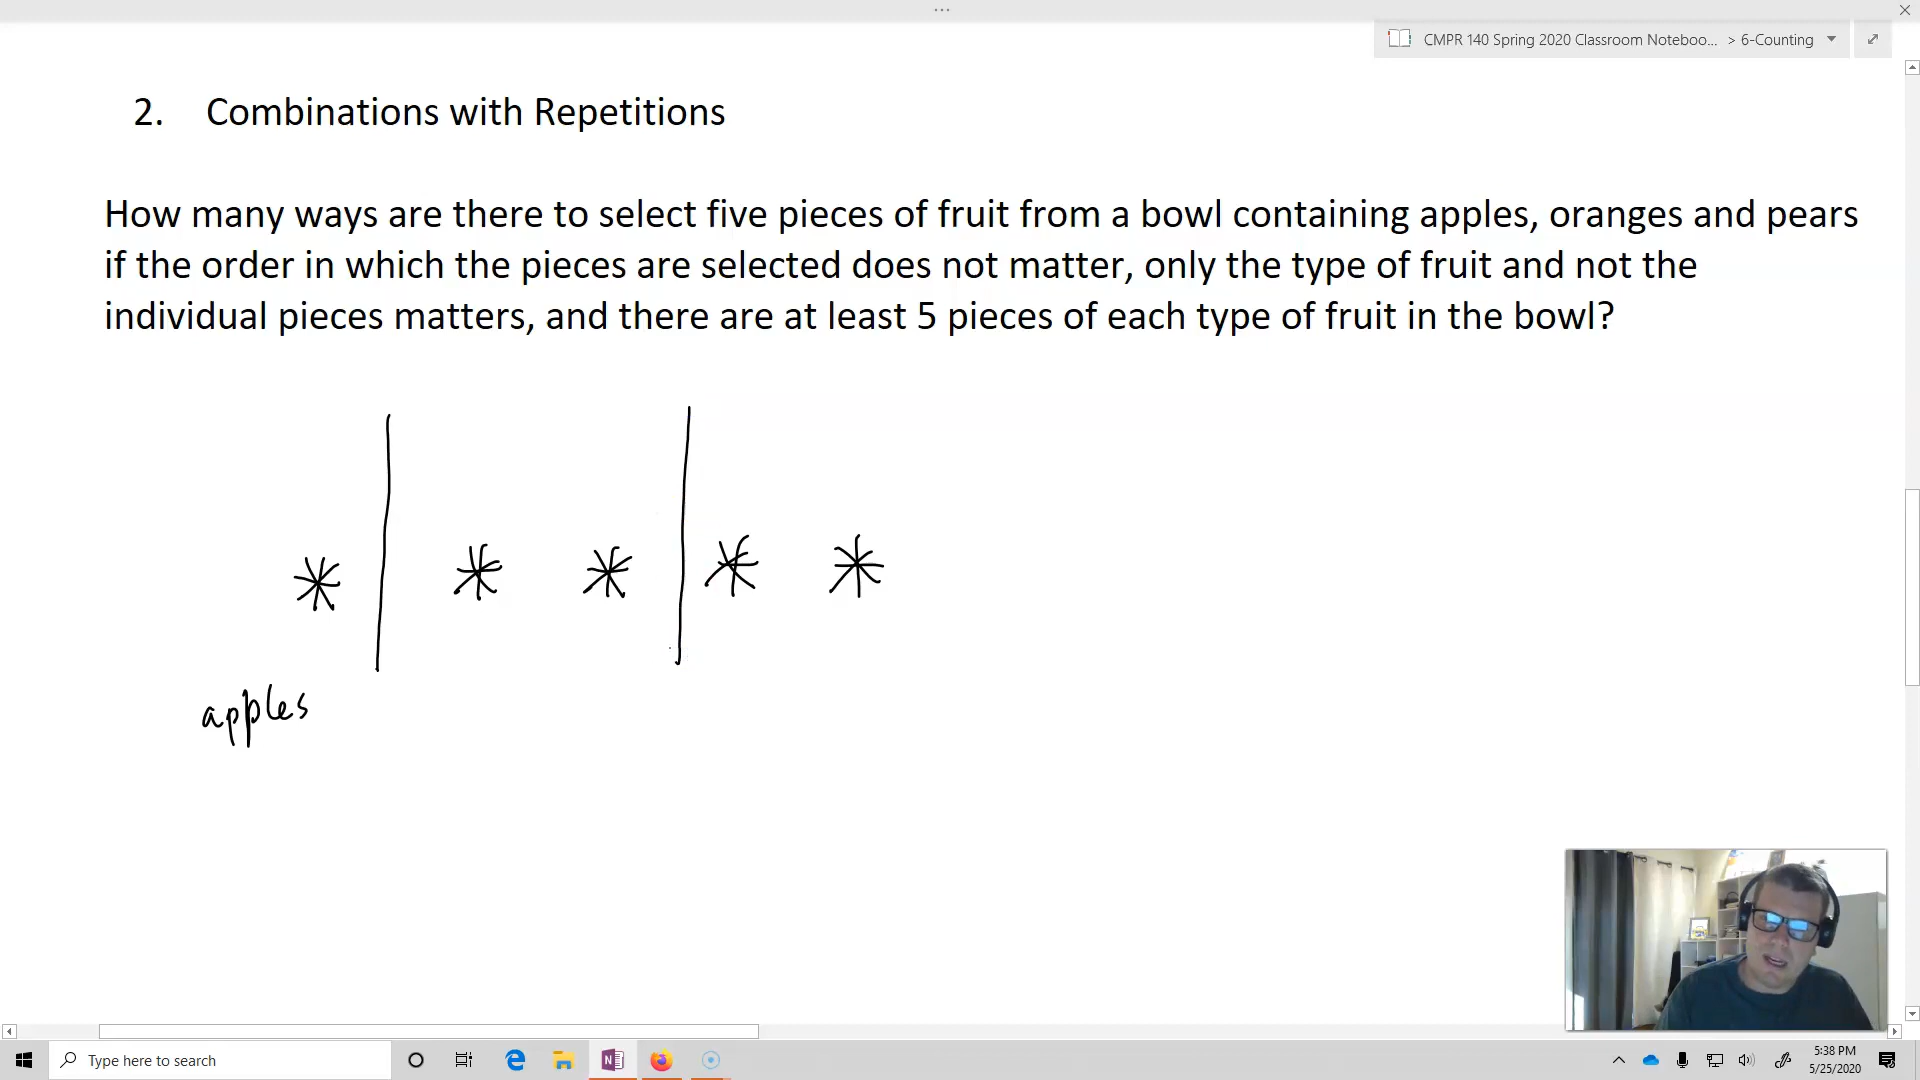 CMPR 140 Spring 2020 Classroom Noteboo... > 6-Counting
2. Combinations with Repetitions
How many ways are there to select five pieces of fruit from a bowl containing apples, oranges and pears
if the order in which the pieces are selected does not matter, only the type of fruit and not the
individual pieces matters, and there are at least 5 pieces of each type of fruit in the bowl?
apples
Type here to search
5:38 PM
5/25/2020